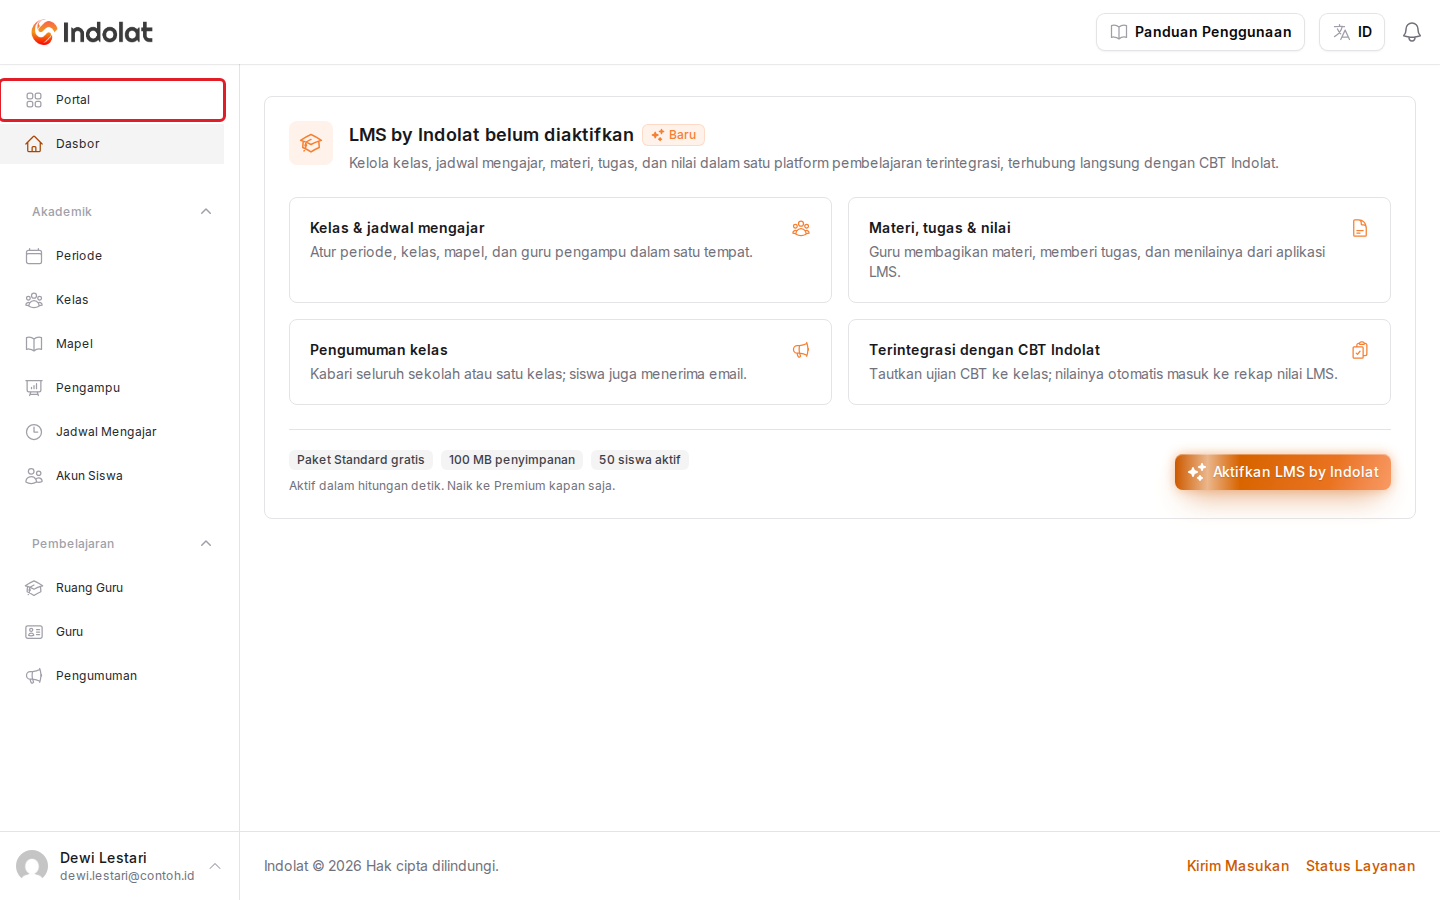 Indolat
Panduan Penggunaan
ID
Portal
Dasbor
Akademik
Periode
Kelas
Mapel
Pengampu
Jadwal Mengajar
Akun Siswa
Pembelajaran
Ruang Guru
Guru
Pengumuman
Dewi Lestari
dewi.lestari@contoh.id
LMS by Indolat belum diaktifkan
Baru
Kelola kelas, jadwal mengajar, materi, tugas, dan nilai dalam satu platform pembelajaran terintegrasi, terhubung langsung dengan CBT Indolat.
Kelas & jadwal mengajar
Atur periode, kelas, mapel, dan guru pengampu dalam satu tempat.
Materi, tugas & nilai
Guru membagikan materi, memberi tugas, dan menilainya dari aplikasi
LMS.
Pengumuman kelas
Kabari seluruh sekolah atau satu kelas; siswa juga menerima email.
Terintegrasi dengan CBT Indolat
Tautkan ujian CBT ke kelas; nilainya otomatis masuk ke rekap nilai LMS.
Paket Standard gratis
100 MB penyimpanan
50 siswa aktif
Aktif dalam hitungan detik. Naik ke Premium kapan saja.
Aktifkan LMS by Indolat
Indolat © 2026 Hak cipta dilindungi.
Kirim Masukan
Status Layanan